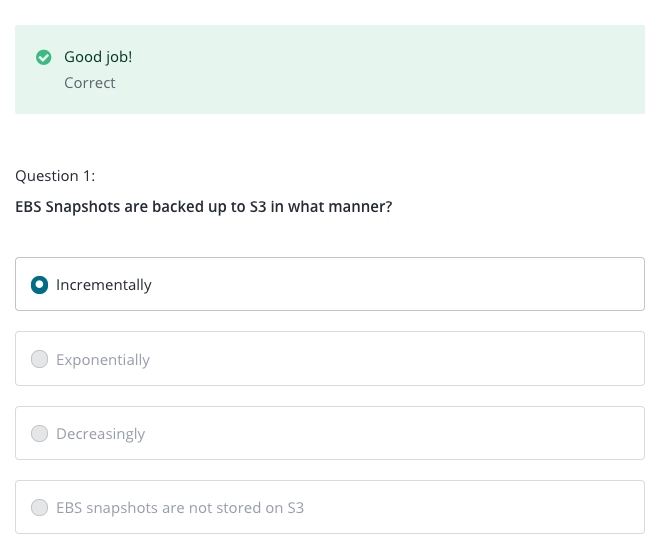 Good job!
Correct
Question 1:
EBS Snapshots are backed up to S3 in what manner?
Incrementally
Exponentially
Decreasingly
EBS snapshots are not stored on S3